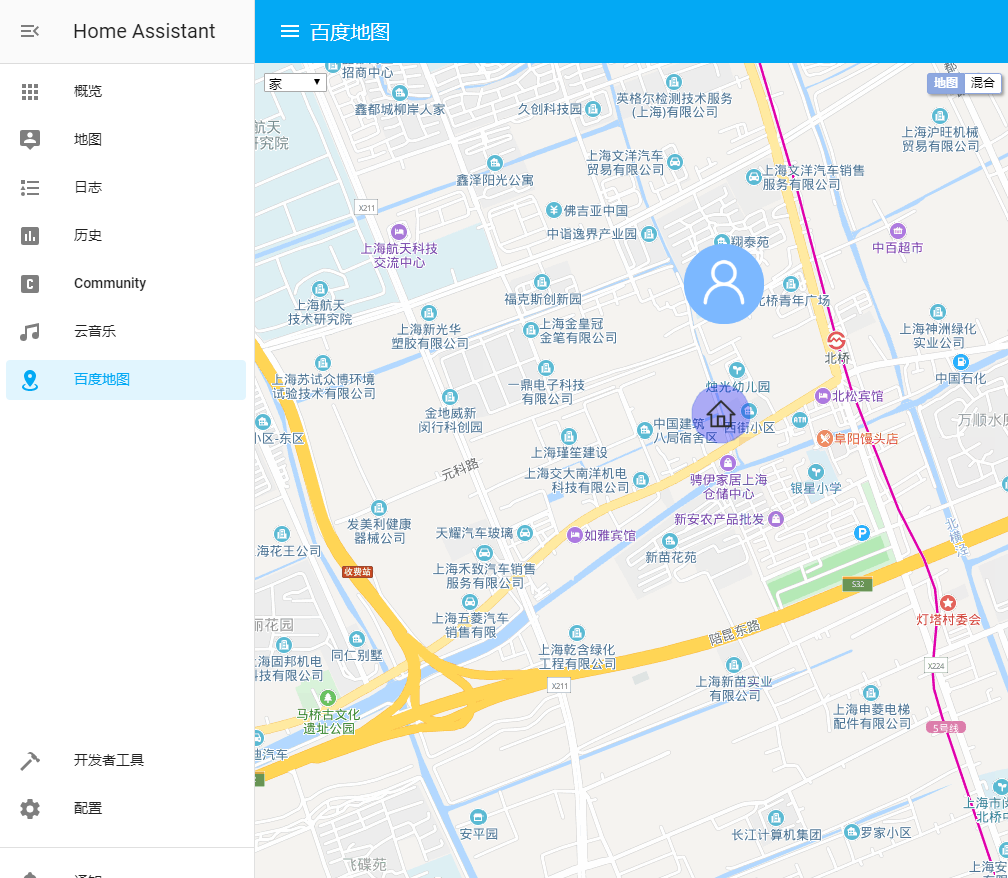 Home Assistant
概览
地图
日志
历史
Community
云音乐
百度地图
开发者工具
配置
百度地图
家
地图
混合
招商中心
鑫都城柳岸人家
久创科技园
英格尔检测技术服务
(上海)有限公司
上海沪旺机械
贸易有限公司
航天
研究院
上海文洋汽车
贸易有限公司
上海文洋汽车销售
服务有限公司
鑫泽阳光公寓
X211
佛吉亚中国
中诣逸界产业园
翔泰苑
中百超市
上海航天科技
交流中心
上海航天
技术研究院
福克斯创新园
北桥青年广场
上海新光华
塑胶有限公司
上海金皇冠
金笔有限公司
上海神洲绿化
实业公司
北桥
中国石化
上海苏试众博环境
试验技术有限公司
一鼎电子科技
有限公司
烛光幼儿园
北松宾馆
金地威新
闵行科创园
中国建筑
八局宿舍区
西街小区
ATM
万顺水原
小区-东区
上海瑾笙建设
阜阳馒头店
元科路
上海交大南洋机电
科技有限公司
骋伊家居上海
仓储中心
银星小学
发美利健康
器械公司
新安农产品批发
天耀汽车玻璃
如雅宾馆
P
北横泾
海花王公司
新苗花苑
收费站
上海禾致汽车销售
服务有限公司
S32
上海五菱汽车
销售有限
灯塔村委会
丽花园
陪昆东路
同仁别墅
海固邦机电
科技有限公司
上海乾含绿化
工程有限公司
X224
X211
上海新苗实业
有限公司
马桥古文化
遗址公园
上海申菱电梯
配件有限公司
5号线
迪汽车
安平园
长江计算机集团
罗家小区
上海市闵
北桥中
飞碟苑
上海安